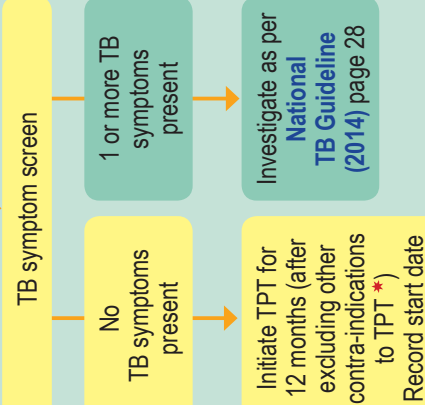 TB symptom screen
No
TB symptoms
present
1 or more TB
symptoms
present
Initiate TPT for
12 months (after
excluding other
contra-indications
to TPT *)
Record start date
Investigate as per
National
TB Guideline
(2014) page 28